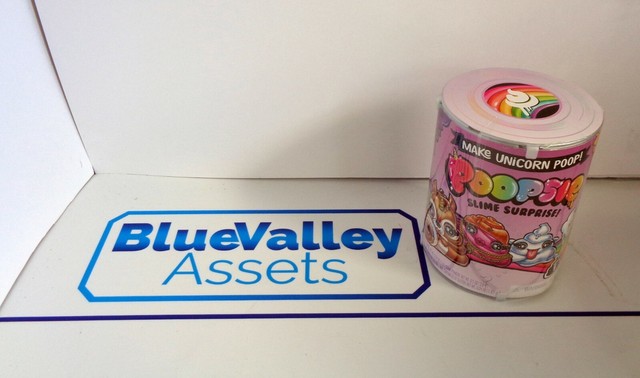 BlueValley
Assets
MAKE UNICORN POOP!
POOPSIE
SLIME SURPRISE!